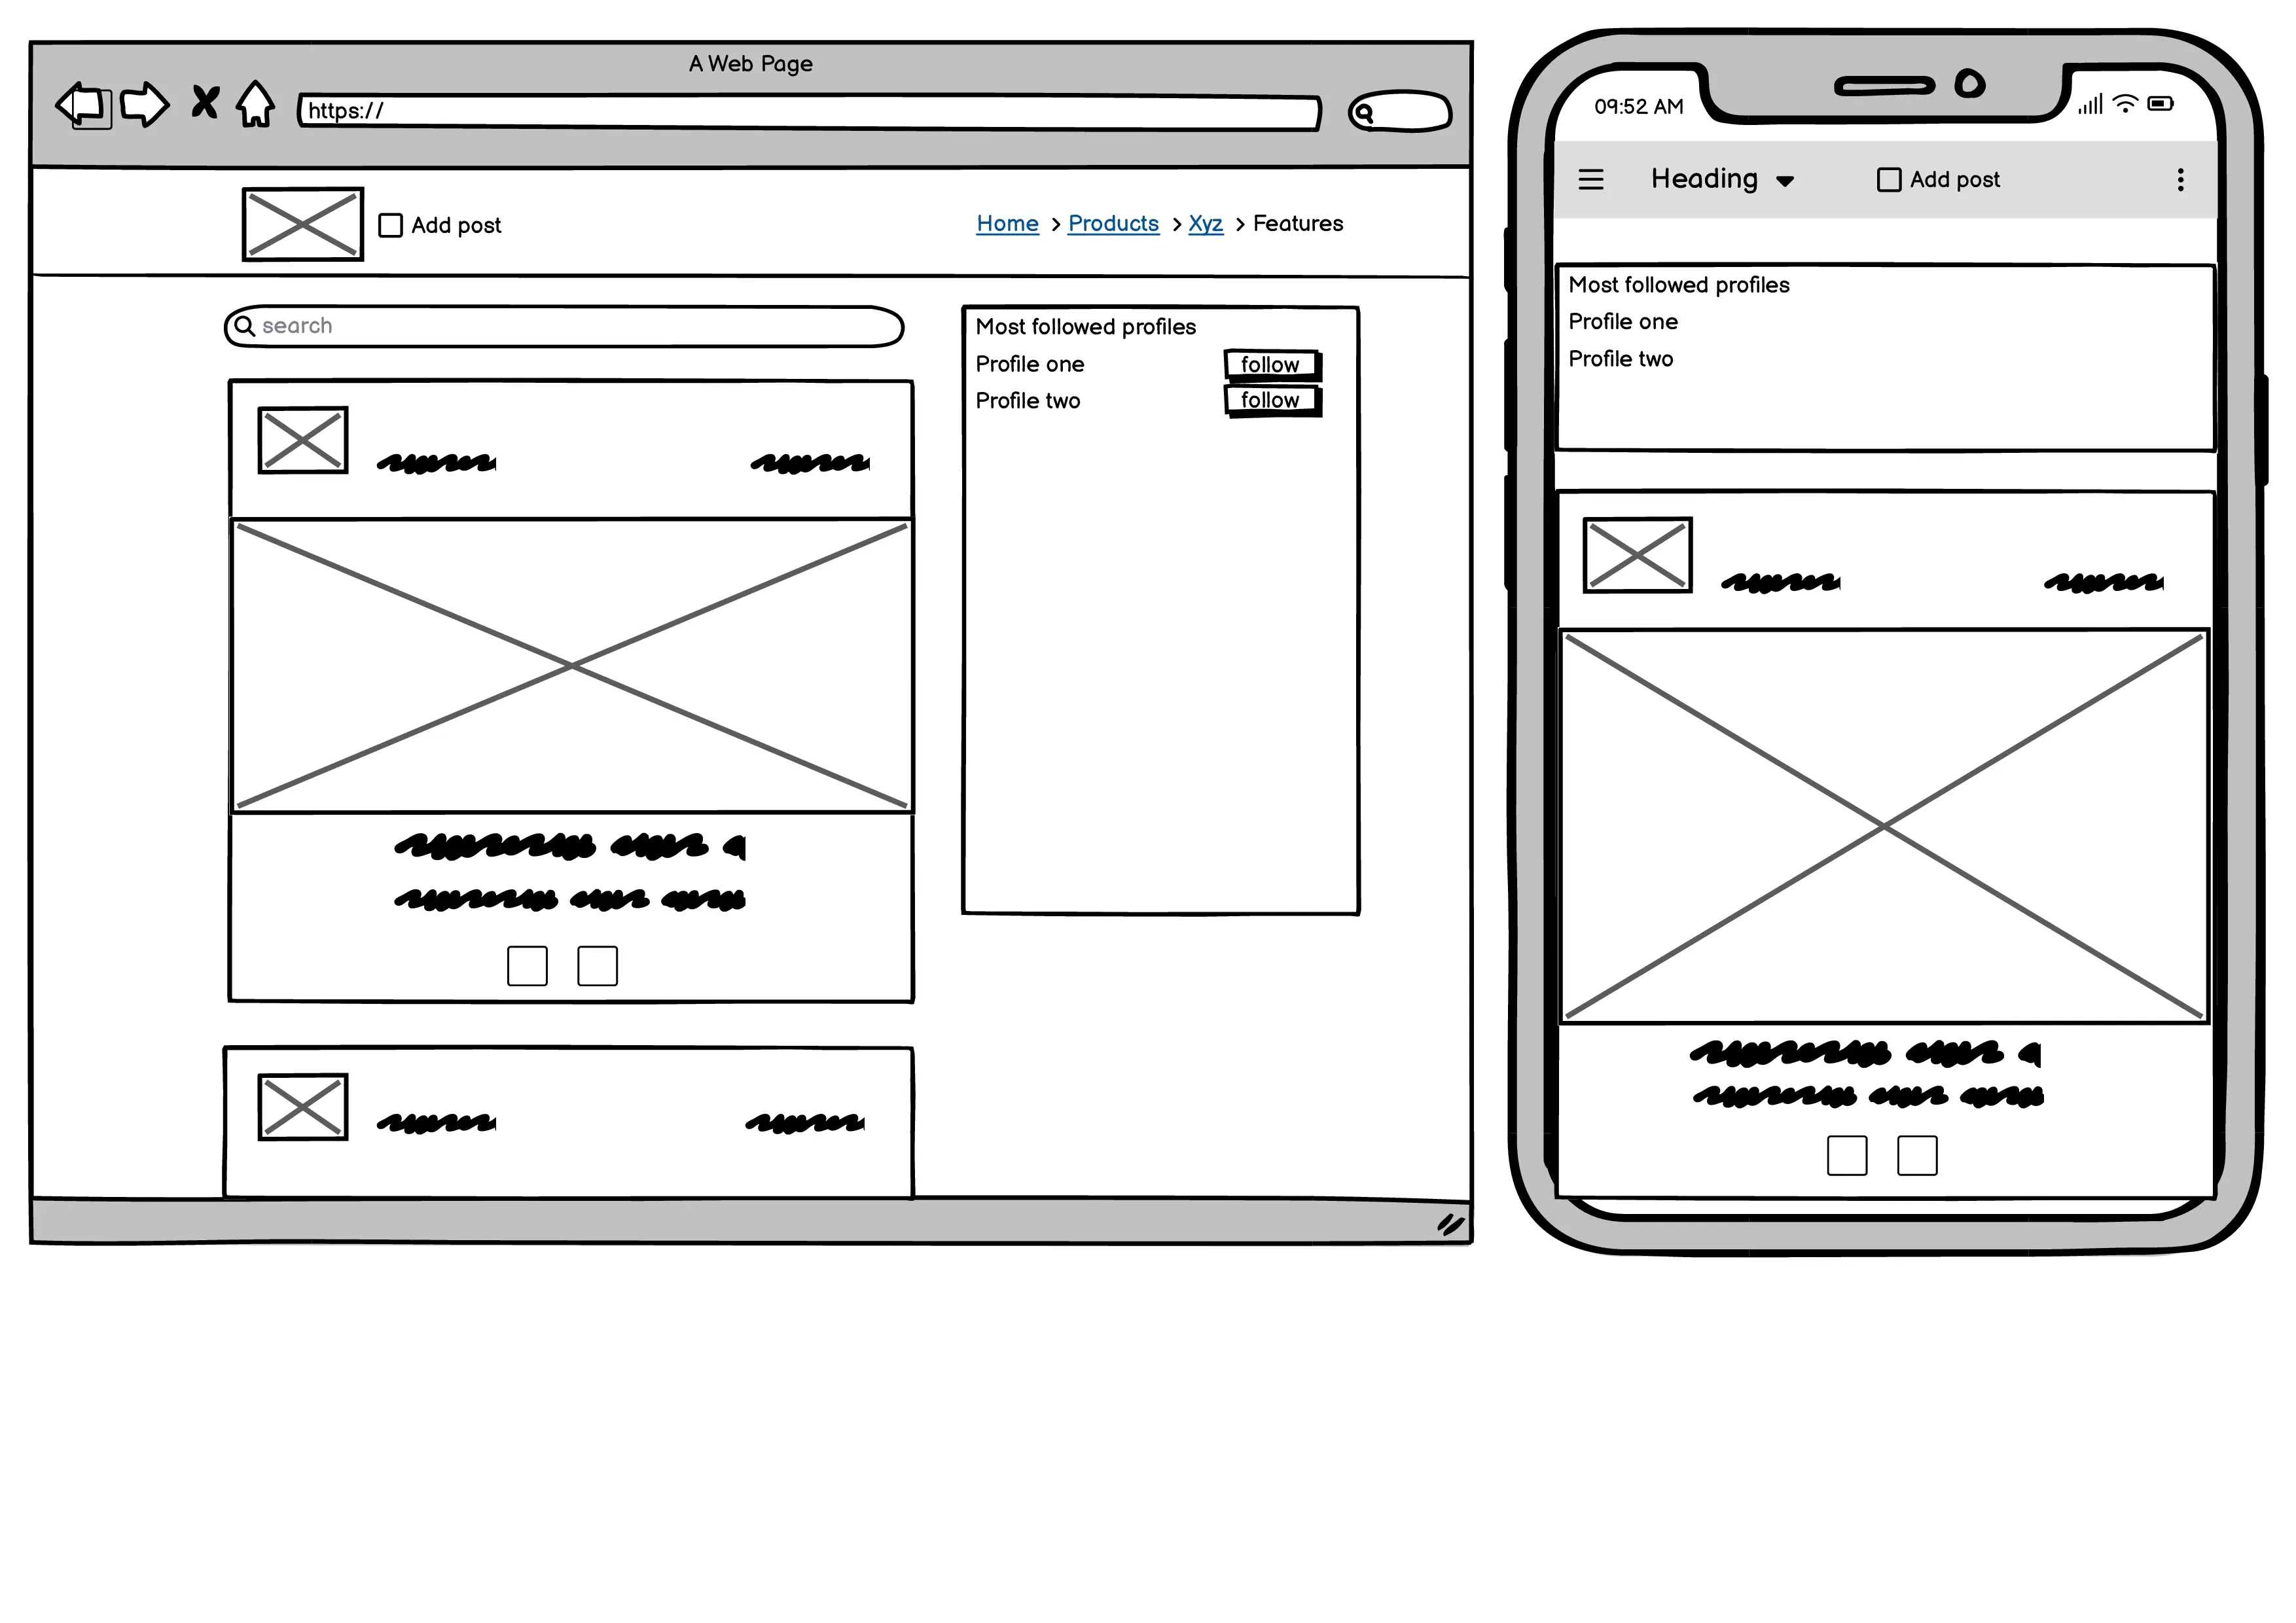 A Web Page
https://
Add post
Home > Products > Xyz > Features
search
Most followed profiles
Profile one follow
Profile two follow
09:52 AM
Heading Add post
Most followed profiles
Profile one
Profile two